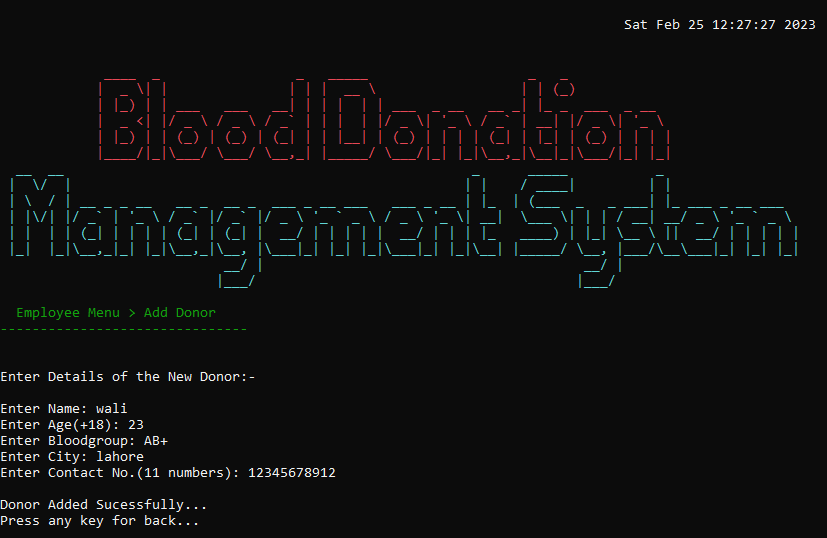 Sat Feb 25 12:27:27 2023
Blood Donation
Management System
Employee Menu > Add Donor
-------------------------------
Enter Details of the New Donor:-
Enter Name: wali
Enter Age(+18): 23
Enter Bloodgroup: AB+
Enter City: lahore
Enter Contact No.(11 numbers): 12345678912
Donor Added Sucessfully...
Press any key for back...